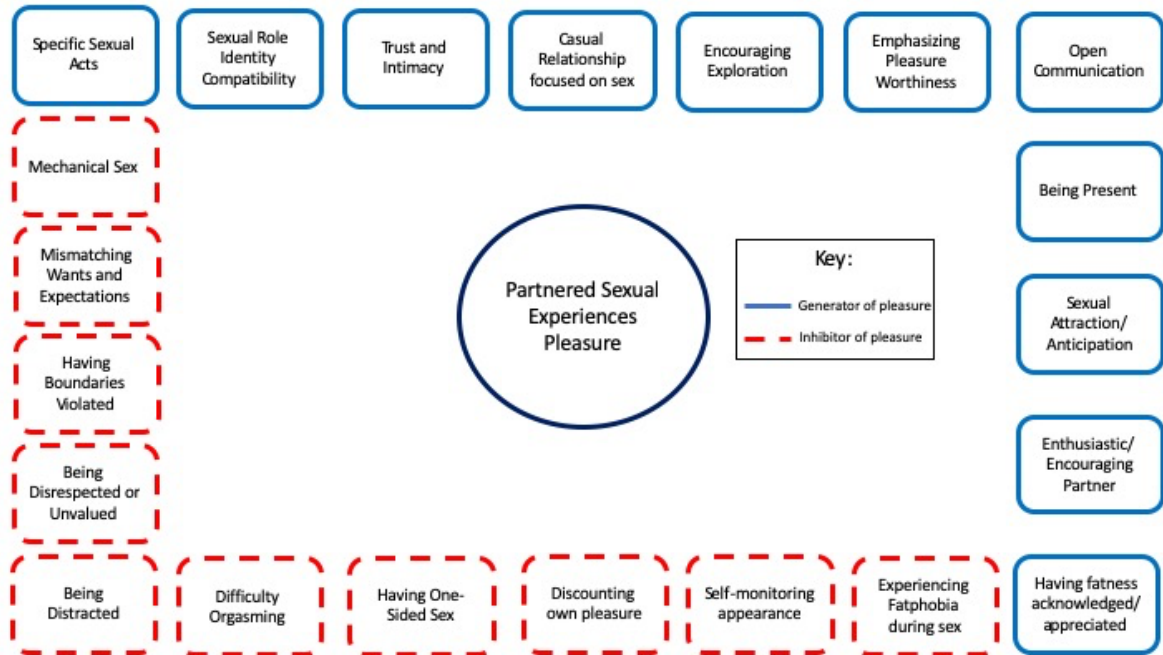 Specific Sexual
Acts
Sexual Role
Identity
Compatibility
Trust and
Intimacy
Casual
Relationship
focused on sex
Encouraging
Exploration
Emphasizing
Pleasure
Worthiness
Open
Communication
Mechanical Sex
Being Present
Mismatching
Wants and
Expectations
Partnered Sexual
Experiences
Pleasure
Key:
Generator of pleasure
Inhibitor of pleasure
Sexual
Attraction/
Anticipation
Having
Boundaries
Violated
Enthusiastic/
Encouraging
Partner
Being
Disrespected or
Unvalued
Being
Distracted
Difficulty
Orgasming
Having One-
Sided Sex
Discounting
own pleasure
Self-monitoring
appearance
Experiencing
Fatphobia
during sex
Having fatness
acknowledged/
appreciated